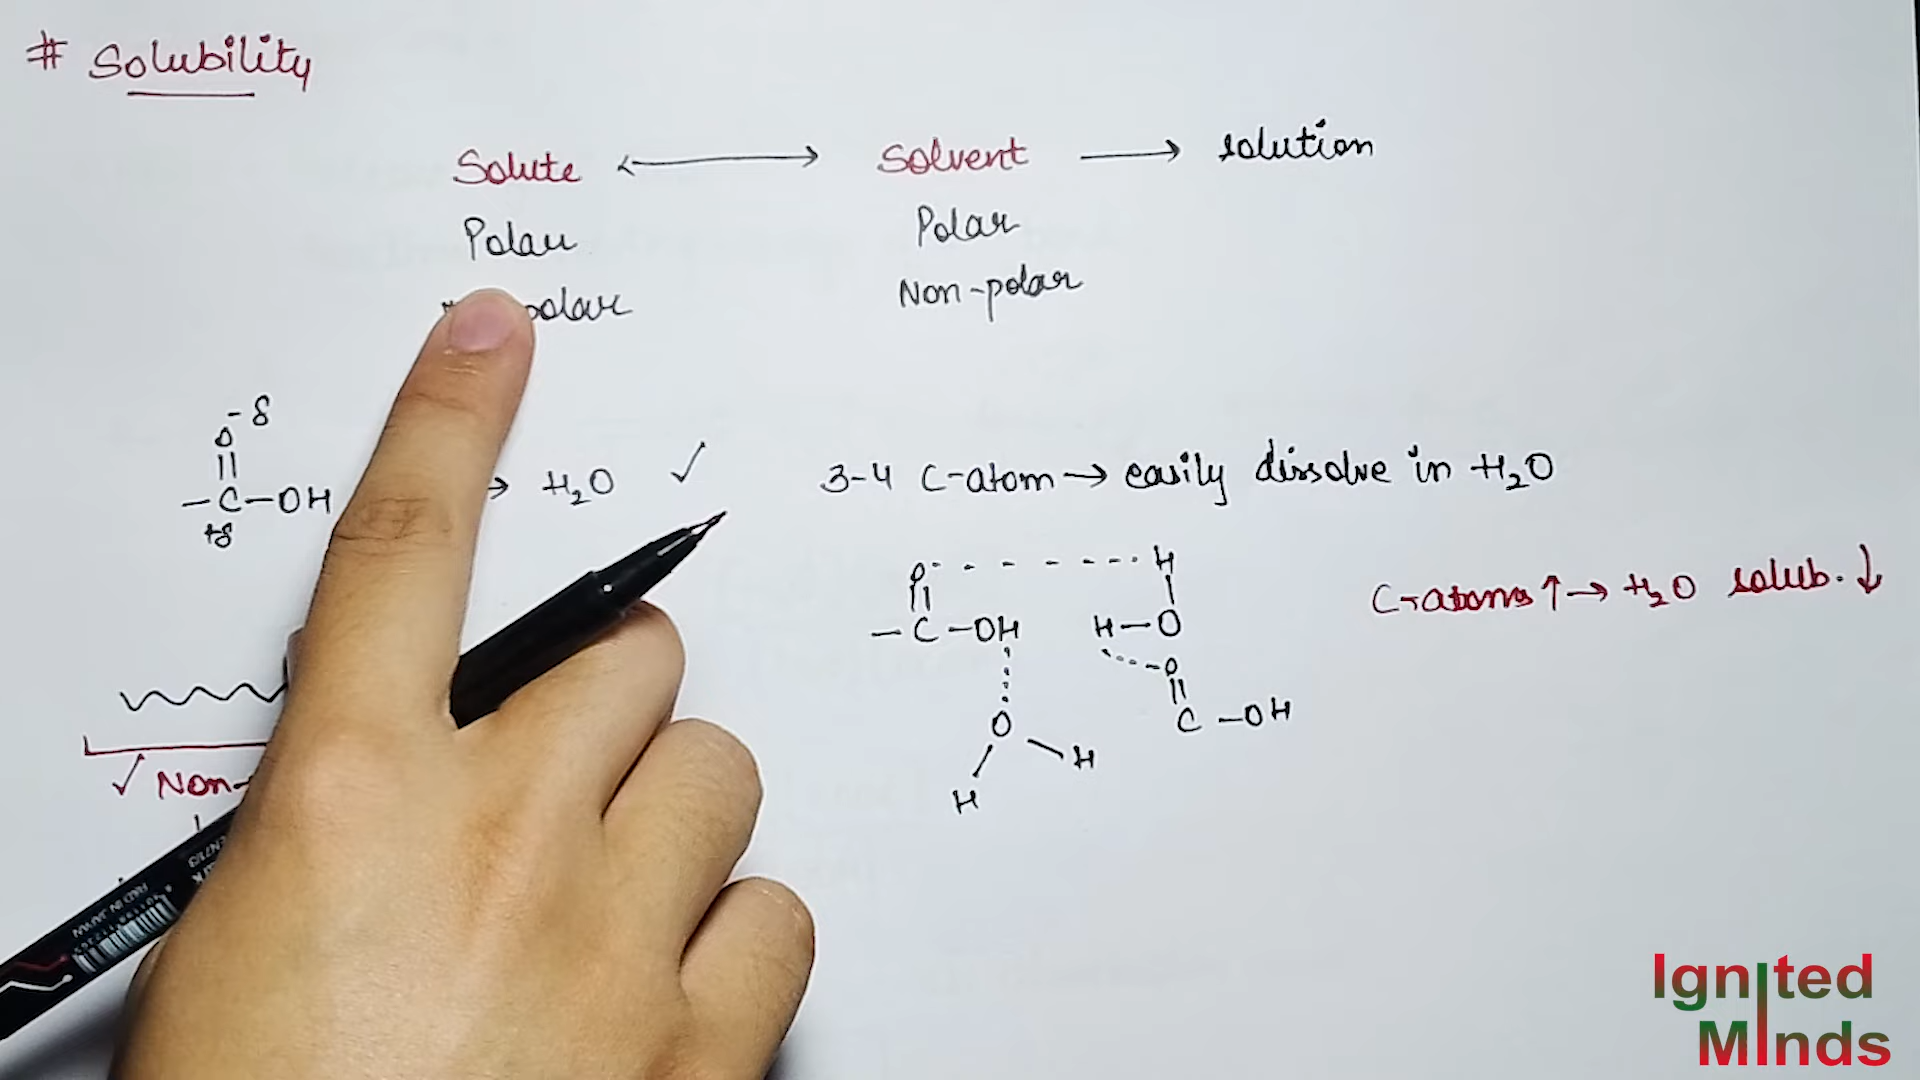 # Solubility
Solute ⟷ Solvent → solution
Polar Polar
polar Non-polar
-δ
O
||
-C-OH → H₂O ✓
+δ
3-4 C-atom → easily dissolve in H₂O
O - - - - - - H
|| |
-C-OH H-O
O
||
C-OH
O
H H
C-atoms ↑ → H₂O solub. ↓
✓ Non-
Ignited
Minds